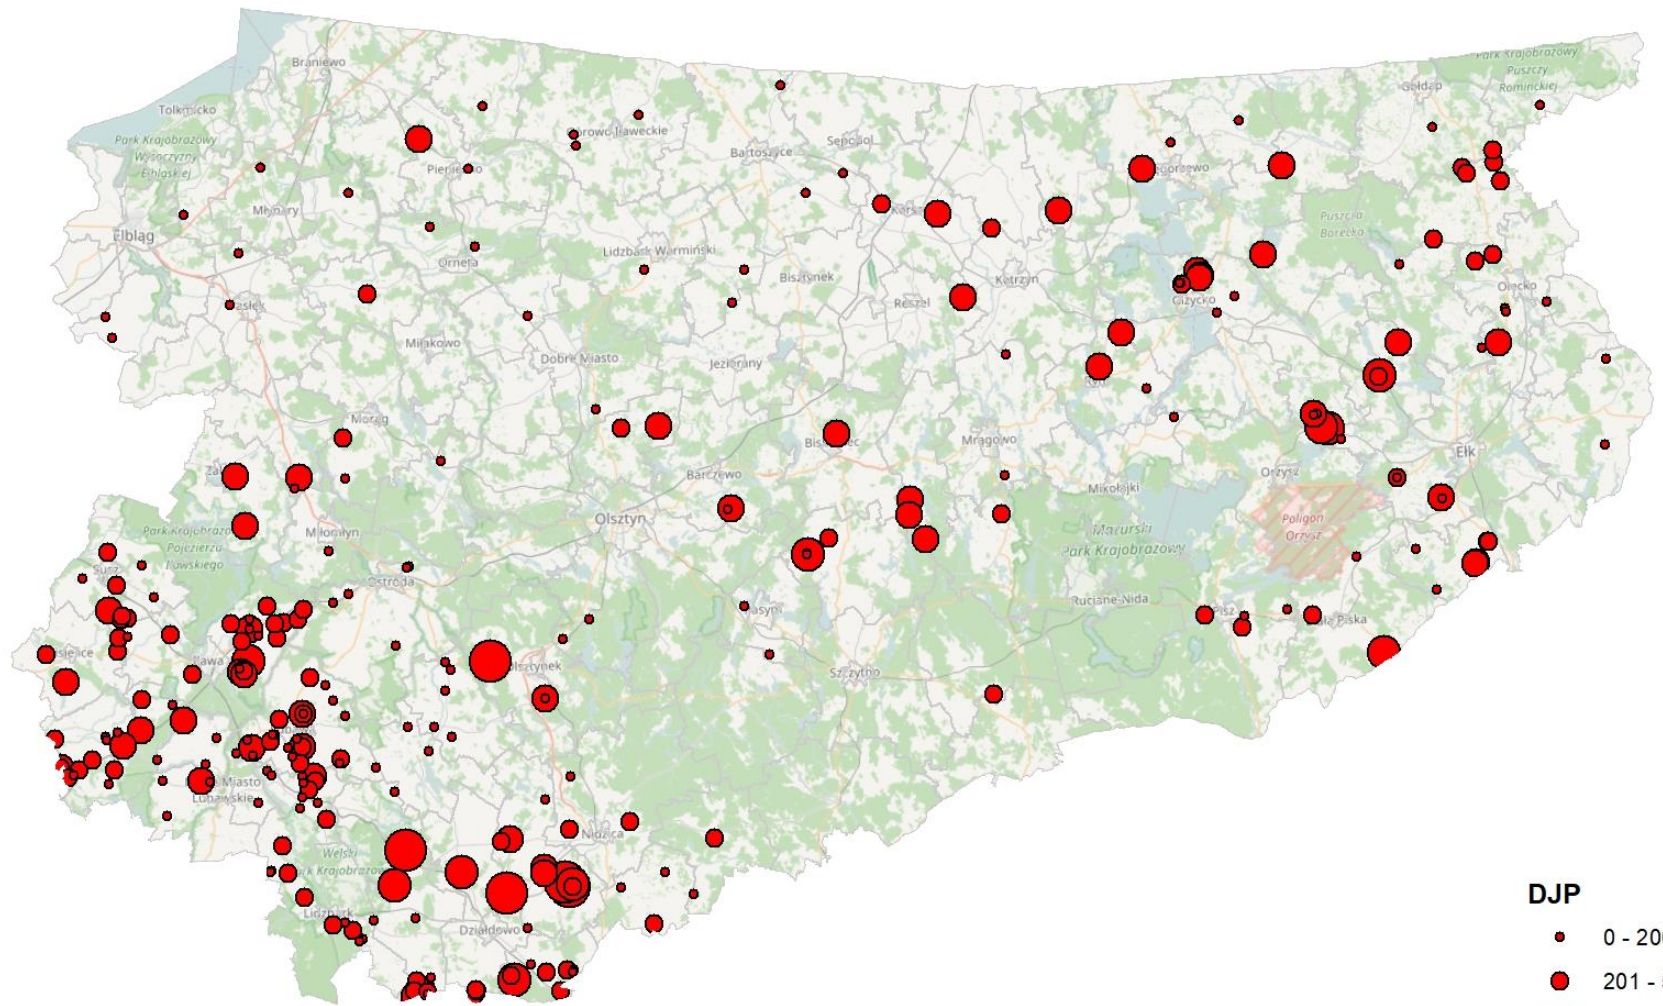 Park Krajobrazowy
Puszczy
Rominckiej
Gołdap
Braniewo
Tolkmicko
Park Krajobrazowy
Wysoczyzny
Elbląskiej
Sępopol
Bartoszyce
Młynary
Elbląg
Puszcza
Borecka
Lidzbark Warmiński
Orneta
Bisztynek
Kętrzyn
Reszel
Giżycko
Olecko
Miłakowo
Dobre Miasto
Jeziorany
Morąg
Mrągowo
Barczewo
Ełk
Orzysz
Mikołajki
Olsztyn
Poligon
Orzysz
Mazurski
Park Krajobrazowy
Park Krajobrazowy
Pojezierza
Iławskiego
Miłomłyn
Ostróda
Ruciane-Nida
Pisz
Szczytno
Miasto
Lubawskie
Nidzica
Welski
Park Krajobrazowy
Lidzbark
Działdowo
DJP
0 - 20
201 -